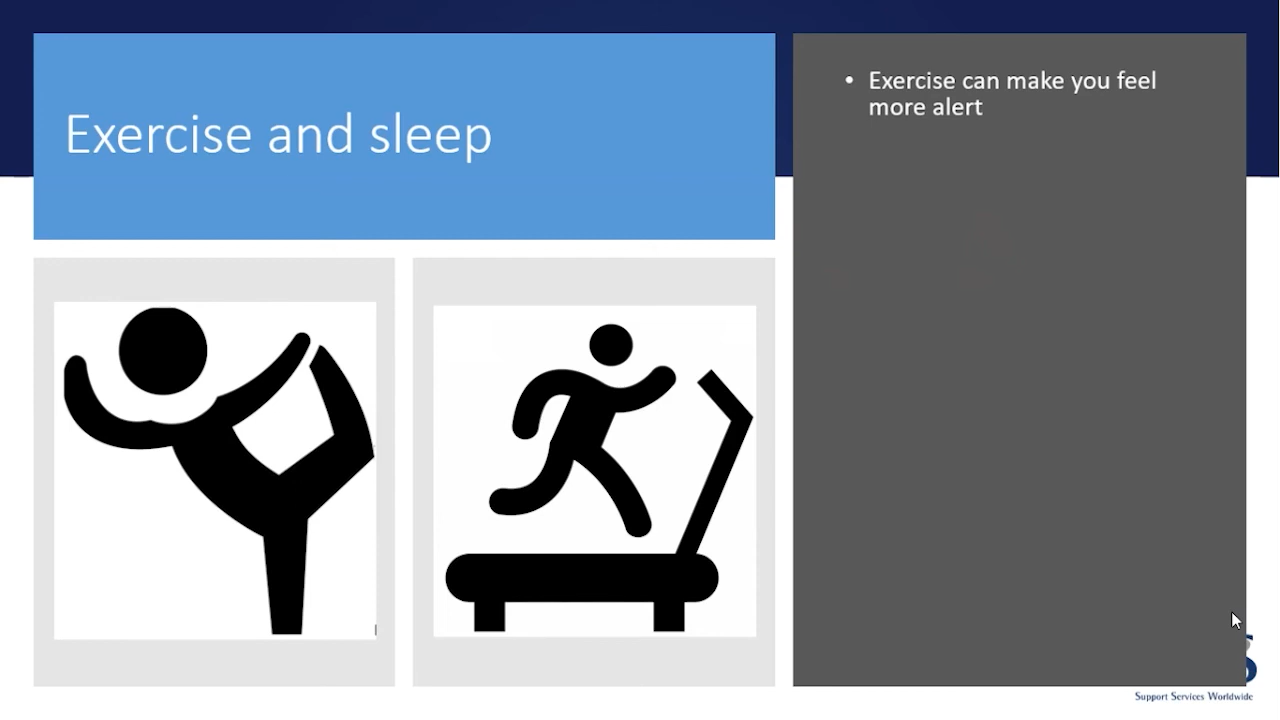 Exercise and sleep
• Exercise can make you feel
more alert
S
Support Services Worldwide